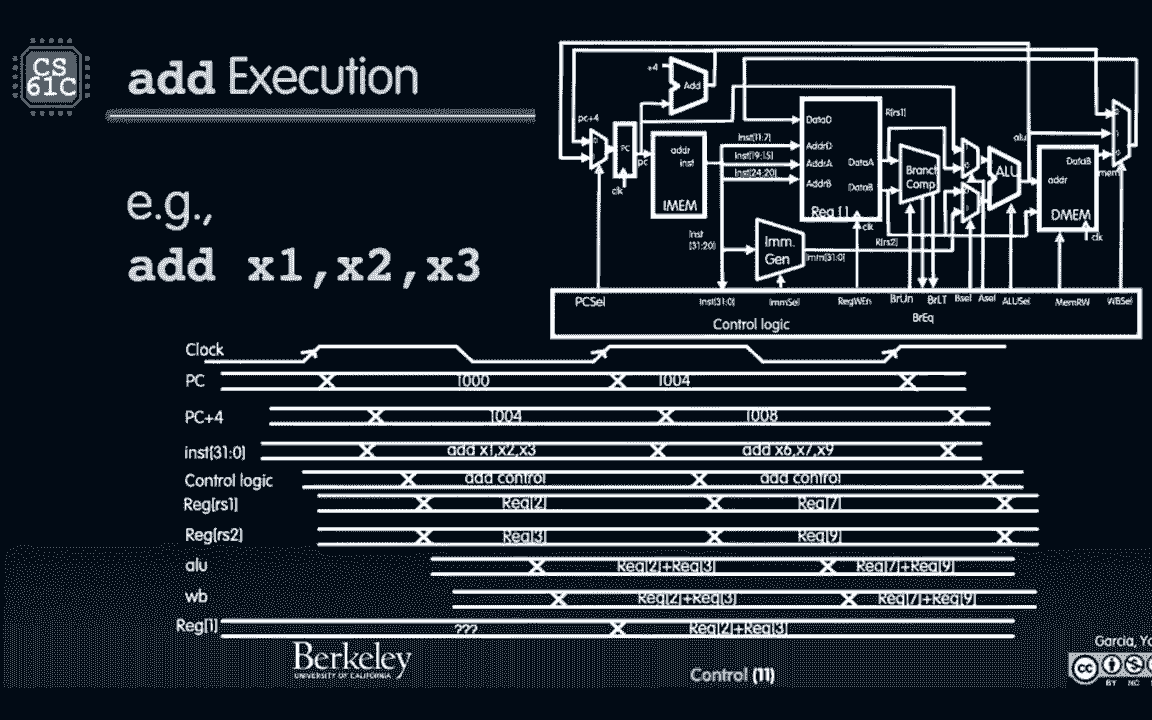 CS
61C
add Execution
e.g.,
add x1,x2,x3
+4
Add
pc+4
PC
pc
clk
addr
inst
IMEM
Inst[11:7]
Inst[19:15]
Inst[24:20]
Inst
[31:20]
DataD
AddrD
AddrA
AddrB
DataA
DataB
Reg []
clk
R[rs1]
R[rs2]
Imm.
Gen
Imm[31:0]
Branch
Comp
ALU
alu
addr
DataB
DMEM
clk
mem
PCSel
Inst[31:0]
ImmSel
RegWEn
BrUn
BrEq
BrLT
Bsel
Asel
ALUSel
MemRW
WBSel
Control logic
Clock
PC 1000 1004
PC+4 1004 1008
inst[31:0] add x1,x2,x3 add x6,x7,x9
Control logic add control add control
Reg[rs1] Reg[2] Reg[7]
Reg[rs2] Reg[3] Reg[9]
alu Reg[2]+Reg[3] Reg[7]+Reg[9]
wb Reg[2]+Reg[3] Reg[7]+Reg[9]
Reg[1] ??? Reg[2]+Reg[3]
Berkeley
UNIVERSITY OF CALIFORNIA
Control (11)
Garcia,
cc
BY NC